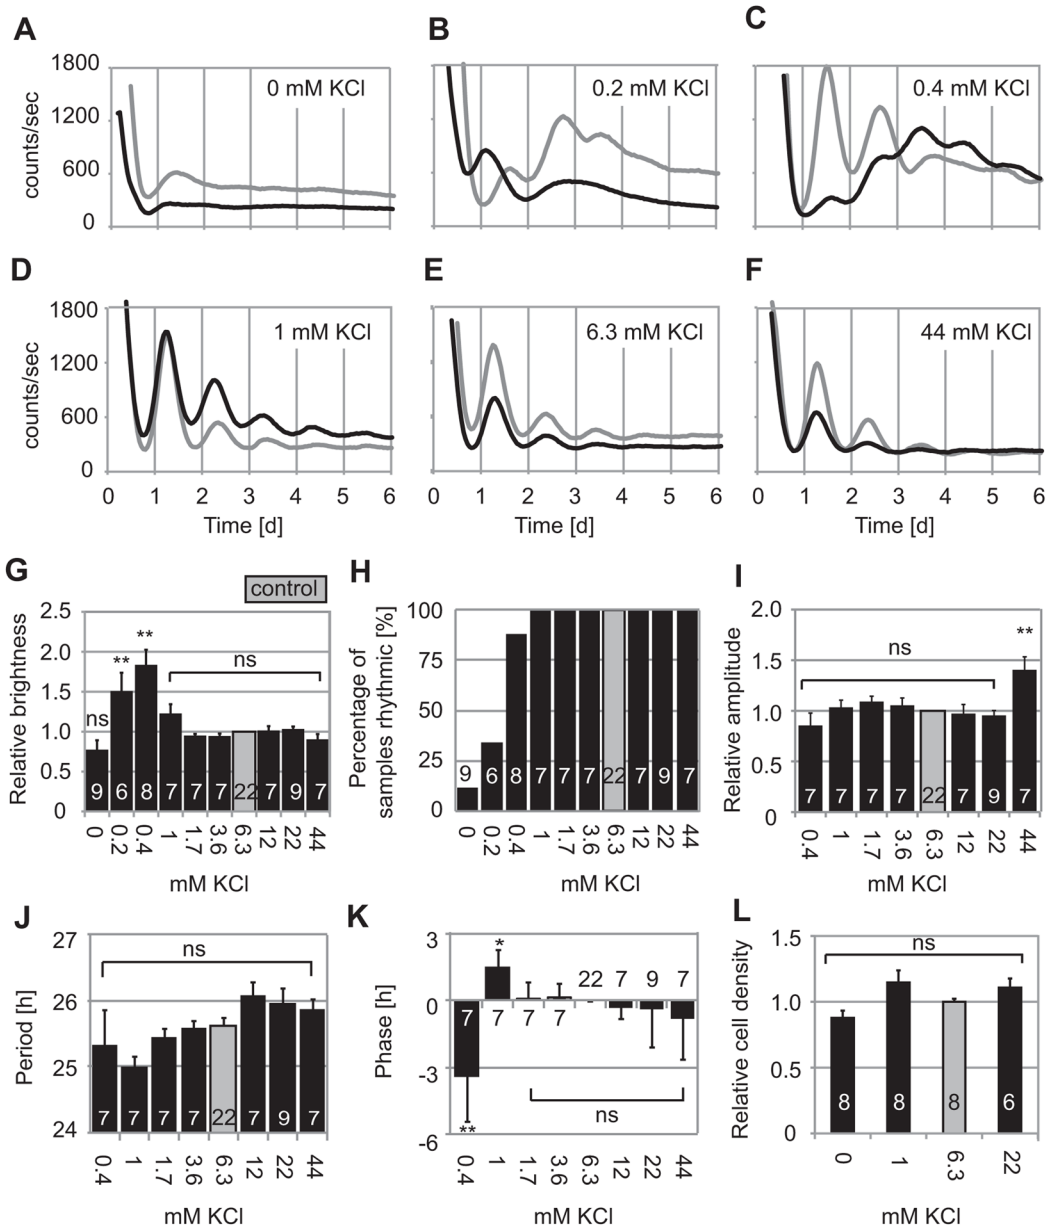 A
B
C
1800
1200
600
0
counts/sec
0 mM KCl
0.2 mM KCl
0.4 mM KCl
D
E
F
1800
1200
600
0
counts/sec
1 mM KCl
6.3 mM KCl
44 mM KCl
0 1 2 3 4 5 6
0 1 2 3 4 5 6
0 1 2 3 4 5 6
Time [d]
Time [d]
Time [d]
G
control
2.5
2.0
1.5
1.0
0.5
0
Relative brightness
ns
**
**
ns
9 6 8 7 7 7 22 7 9 7
0 0.2 0.4 1 1.7 3.6 6.3 12 22 44
mM KCl
H
100
75
50
25
0
Percentage of
samples rhythmic [%]
9 6 8 7 7 7 22 7 9 7
0 0.2 0.4 1 1.7 3.6 6.3 12 22 44
mM KCl
I
2.0
1.5
1.0
0.5
0
Relative amplitude
ns
**
7 7 7 7 22 7 9 7
0.4 1 1.7 3.6 6.3 12 22 44
mM KCl
J
27
26
25
24
Period [h]
ns
7 7 7 7 22 7 9 7
0.4 1 1.7 3.6 6.3 12 22 44
mM KCl
K
3
0
-3
-6
Phase [h]
*
22 7 9 7
7 7 7 7
ns
**
0.4 1 1.7 3.6 6.3 12 22 44
mM KCl
L
1.5
1.0
0.5
0
Relative cell density
ns
8 8 8 6
0 1 6.3 22
mM KCl